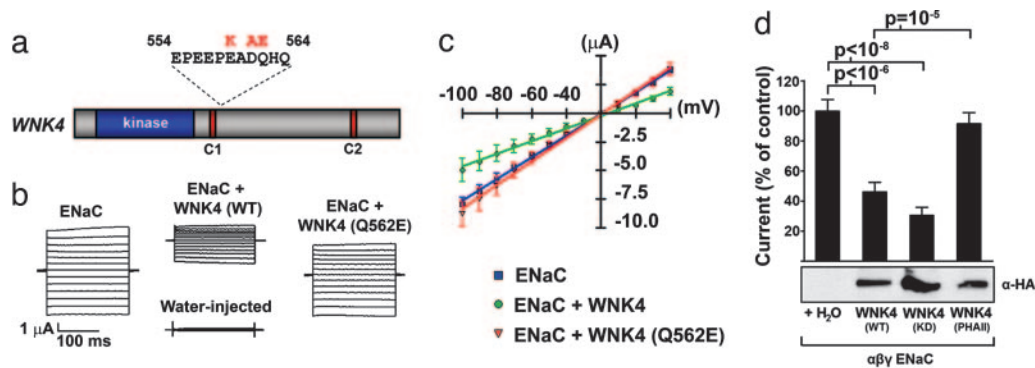 a
K AE
554 564
EPEEPEADQHQ
WNK4
kinase
C1 C2
b
ENaC
ENaC +
WNK4 (WT)
ENaC +
WNK4 (Q562E)
Water-injected
1 μA
100 ms
c
(μA)
-100 -80 -60 -40
(mV)
-2.5
-5.0
-7.5
-10.0
ENaC
ENaC + WNK4
ENaC + WNK4 (Q562E)
d
p=10-5
p<10-8
p<10-6
Current (% of control)
120
100
80
60
40
20
α-HA
+ H2O WNK4 WNK4 WNK4
(WT) (KD) (PHAII)
αβγ ENaC